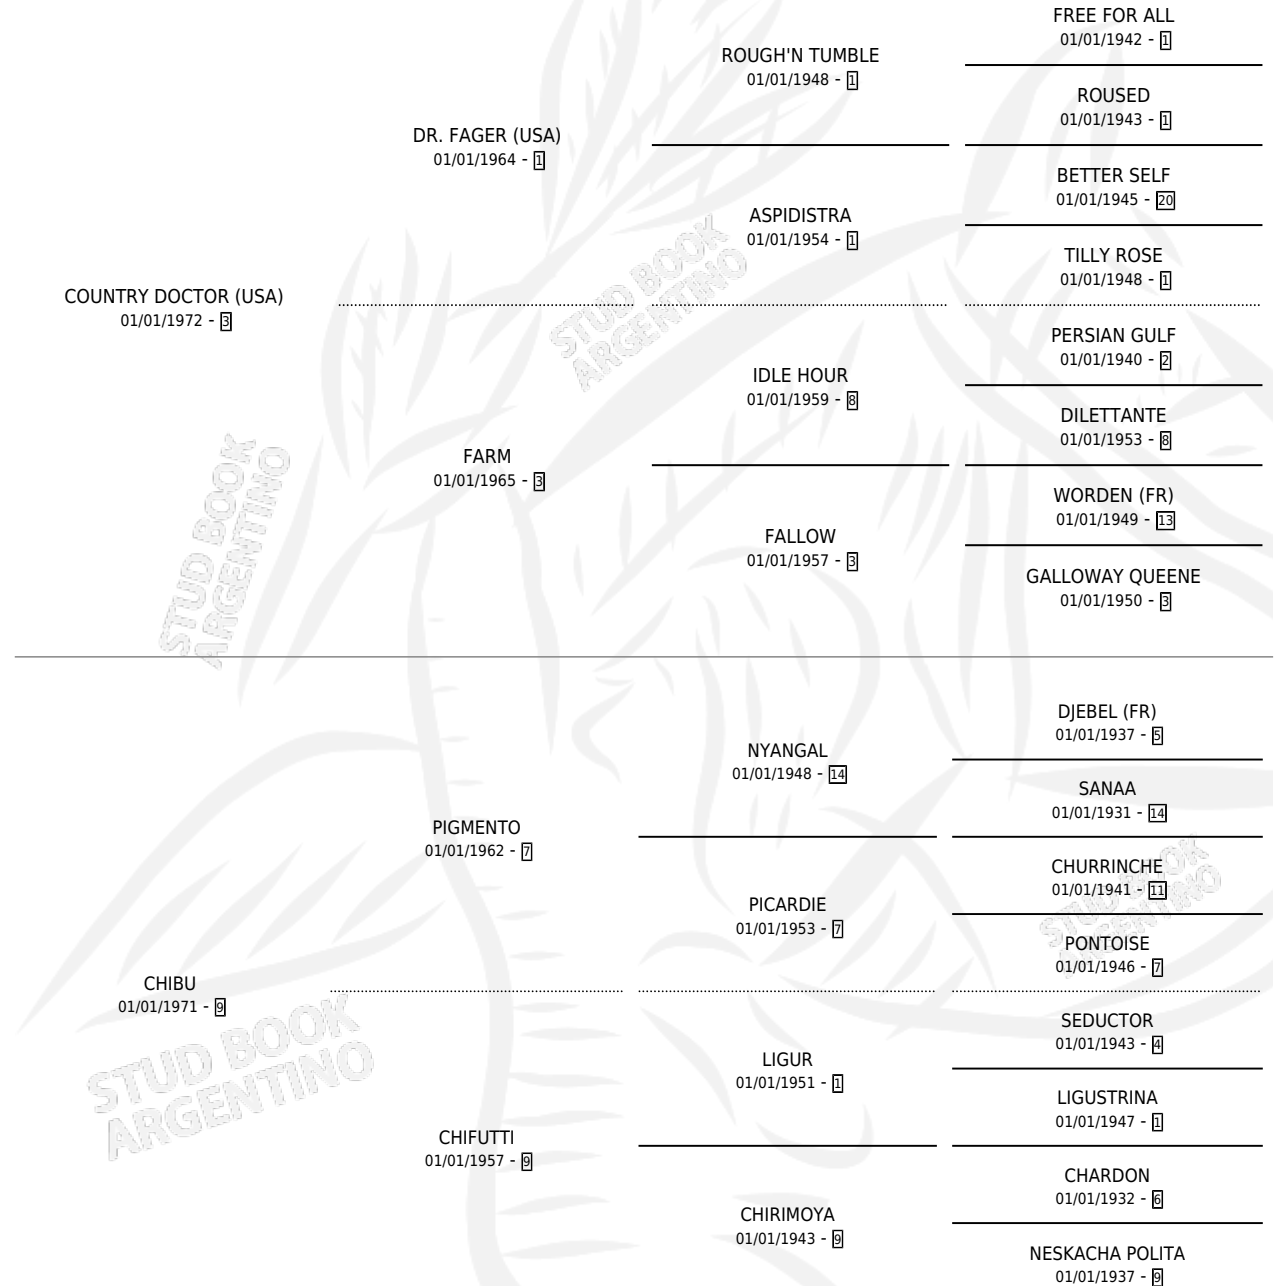 FREE FOR ALL
01/01/1942 - 1
ROUGH'N TUMBLE
01/01/1948 - 1
ROUSED
01/01/1943 - 1
DR. FAGER (USA)
01/01/1964 - 1
BETTER SELF
01/01/1945 - 20
ASPIDISTRA
01/01/1954 - 1
TILLY ROSE
01/01/1948 - 1
COUNTRY DOCTOR (USA)
01/01/1972 - 3
PERSIAN GULF
01/01/1940 - 2
IDLE HOUR
01/01/1959 - 8
DILETTANTE
01/01/1953 - 8
FARM
01/01/1965 - 3
WORDEN (FR)
01/01/1949 - 13
FALLOW
01/01/1957 - 3
GALLOWAY QUEENE
01/01/1950 - 3
DJEBEL (FR)
01/01/1937 - 5
NYANGAL
01/01/1948 - 14
SANAA
01/01/1931 - 14
PIGMENTO
01/01/1962 - 7
CHURRINCHE
01/01/1941 - 11
PICARDIE
01/01/1953 - 7
PONTOISE
01/01/1946 - 7
CHIBU
01/01/1971 - 9
SEDUCTOR
01/01/1943 - 4
LIGUR
01/01/1951 - 1
LIGUSTRINA
01/01/1947 - 1
CHIFUTTI
01/01/1957 - 9
CHARDON
01/01/1932 - 6
CHIRIMOYA
01/01/1943 - 9
NESKACHA POLITA
01/01/1937 - 9
STUD BOOK
ARGENTINO
STUD BOOK
ARGENTINO
STUD BOOK
ARGENTINO
STUD BOOK
ARGENTINO